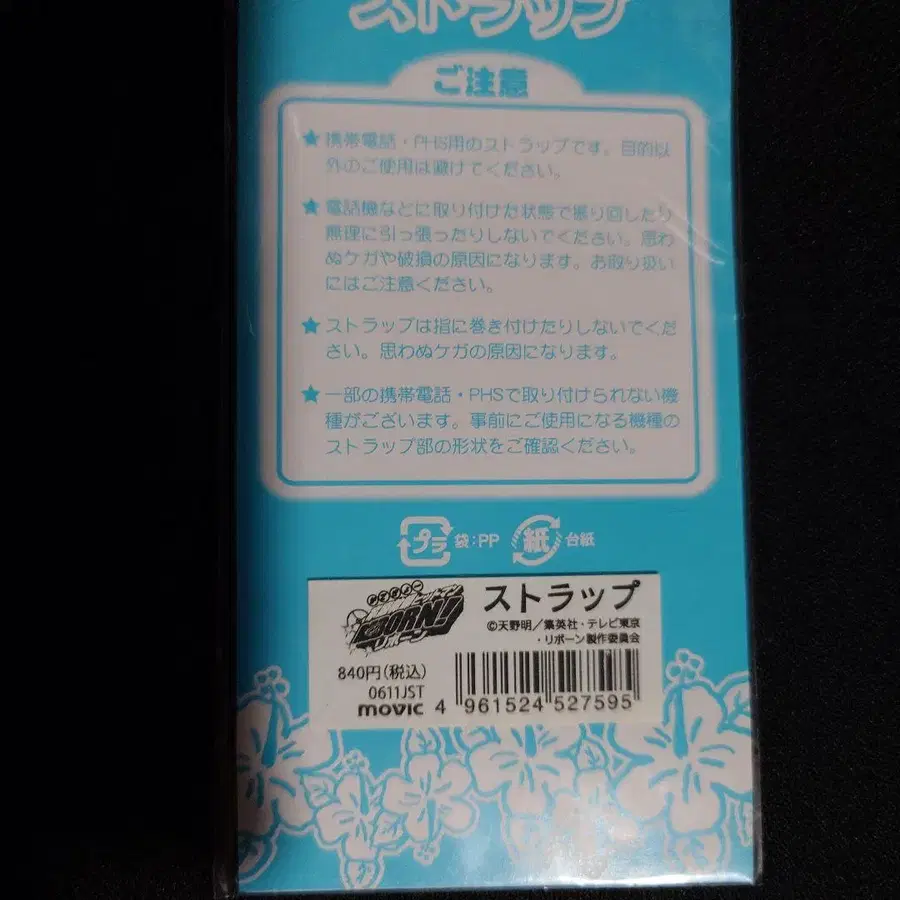 ストラップ
ご注意
★携帯電話・PHS用のストラップです。目的以
外のご使用は避けてください。
★電話機などに取り付けた状態で振り回したり
無理に引っ張ったりしないでください。思わ
ぬケガや破損の原因になります。お取り扱い
にはご注意ください。
★ストラップは指に巻き付けたりしないでくだ
さい。思わぬケガの原因になります。
★一部の携帯電話・PHSで取り付けられない機
種がございます。事前にご使用になる機種の
ストラップ部の形状をご確認ください。
プラ 袋:PP 紙 台紙
REBORN!
リボーン
ストラップ
©天野明/集英社・テレビ東京
・リボーン製作委員会
840円(税込)
0611JST
movic 4 961524 527595